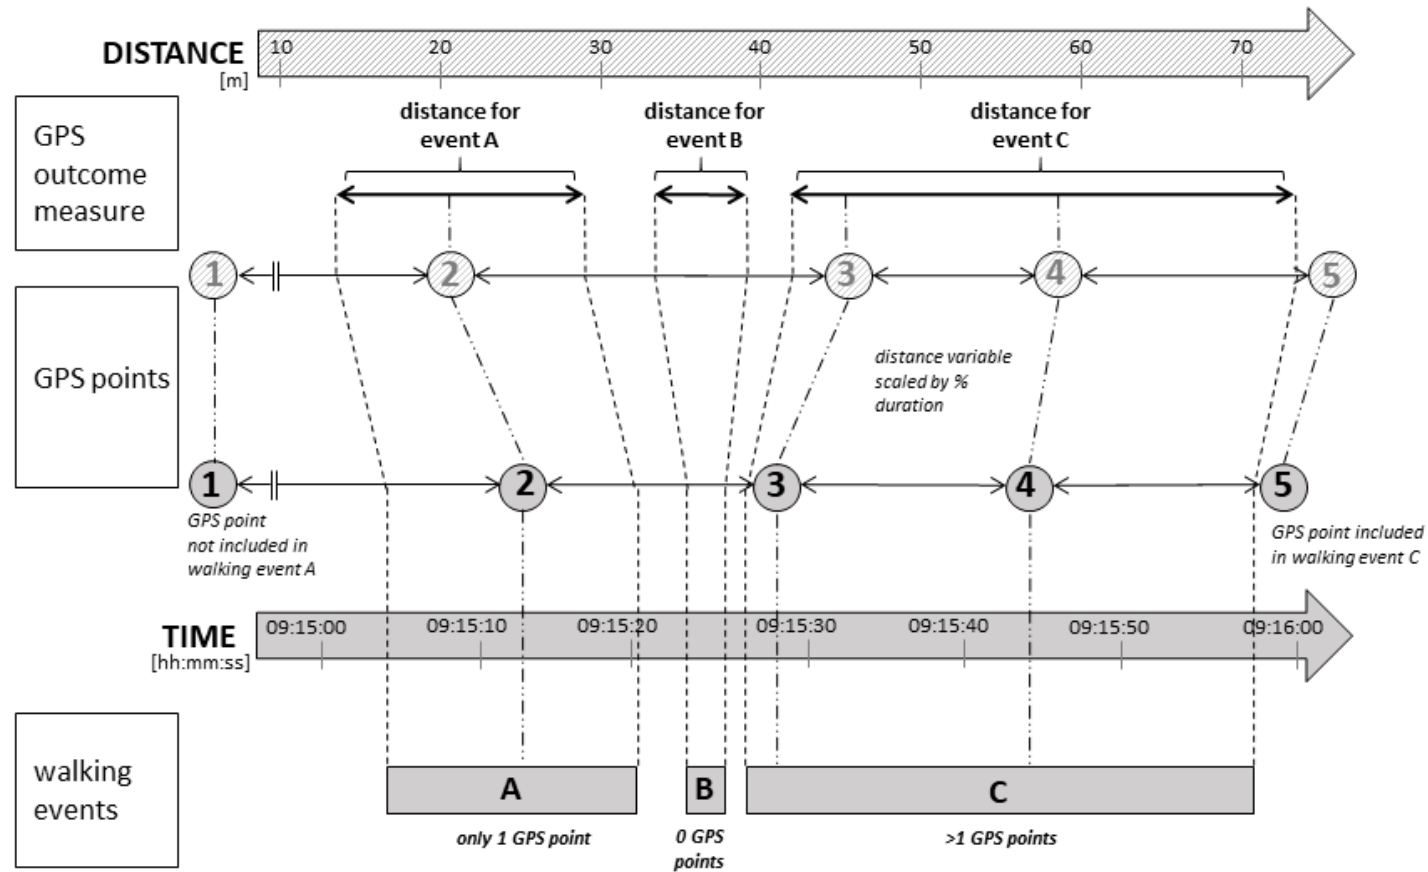 10 20 30 40 50 60 70
DISTANCE
[m]
distance for
event A
distance for
event B
distance for
event C
GPS
outcome
measure
1 2 3 4 5
GPS points
distance variable
scaled by %
duration
1 2 3 4 5
GPS point
not included in
walking event A
GPS point included
in walking event C
09:15:00 09:15:10 09:15:20 09:15:30 09:15:40 09:15:50 09:16:00
TIME
[hh:mm:ss]
walking
events
A B C
only 1 GPS point
0 GPS
points
>1 GPS points